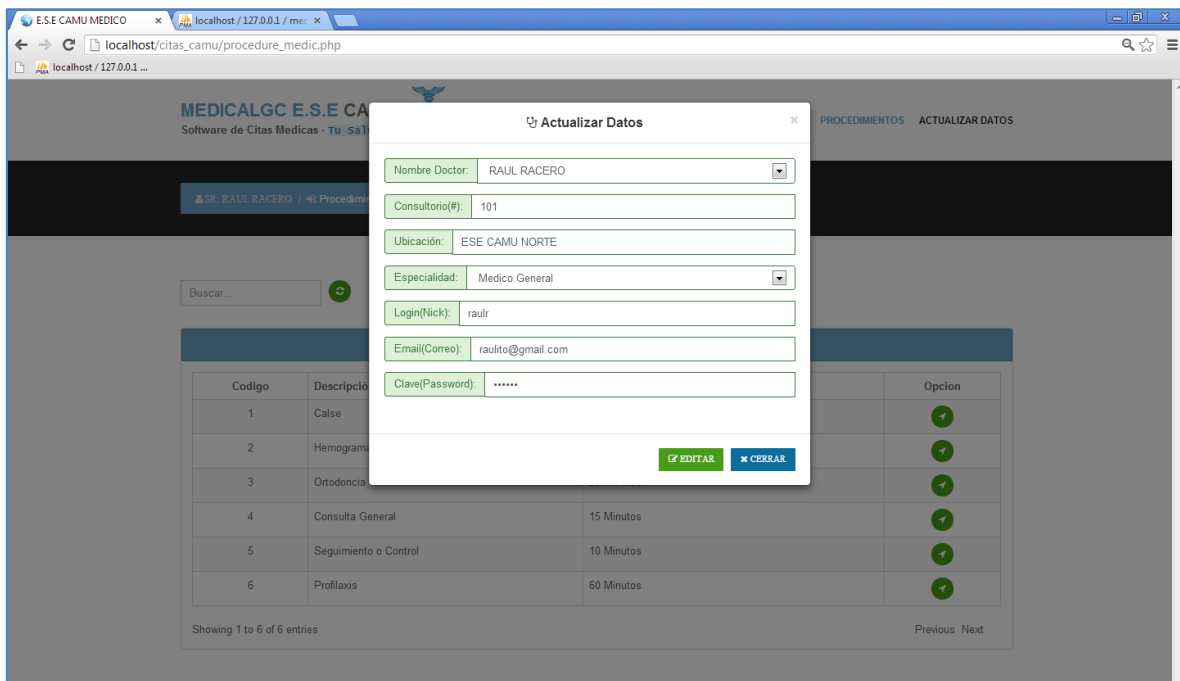 E.S.E CAMU MEDICO
localhost / 127.0.0.1 / med
localhost/citas_camu/procedure_medic.php
localhost / 127.0.0.1 ...
MEDICALGC E.S.E CA
Software de Citas Medicas - Tu Sal
PROCEDIMIENTOS ACTUALIZAR DATOS
SR. RAUL RACERO / Procedimie
Actualizar Datos ×
Nombre Doctor: RAUL RACERO
Consultorio(#): 101
Ubicación: ESE CAMU NORTE
Especialidad: Medico General
Login(Nick): raulr
Email(Correo): raulito@gmail.com
Clave(Password): ••••••
EDITAR CERRAR
Buscar...
Codigo Descripció Opcion
1 Calse
2 Hemograma
3 Ortodoncia
4 Consulta General 15 Minutos
5 Seguimiento o Control 10 Minutos
6 Profilaxis 60 Minutos
Showing 1 to 6 of 6 entries
Previous Next